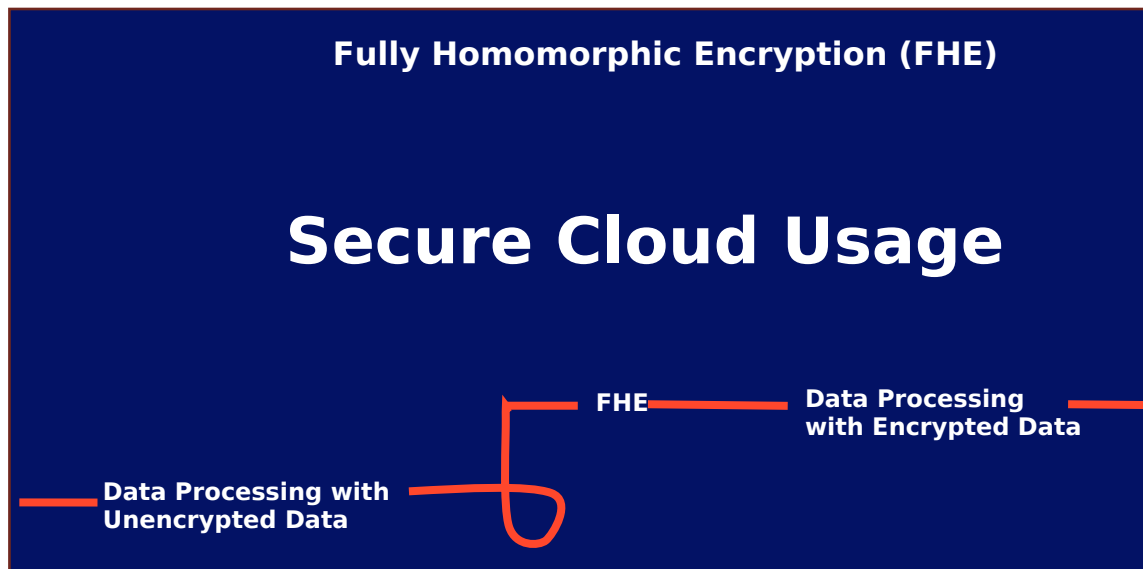 Fully Homomorphic Encryption (FHE)
Secure Cloud Usage
FHE
Data Processing
with Encrypted Data
Data Processing with
Unencrypted Data